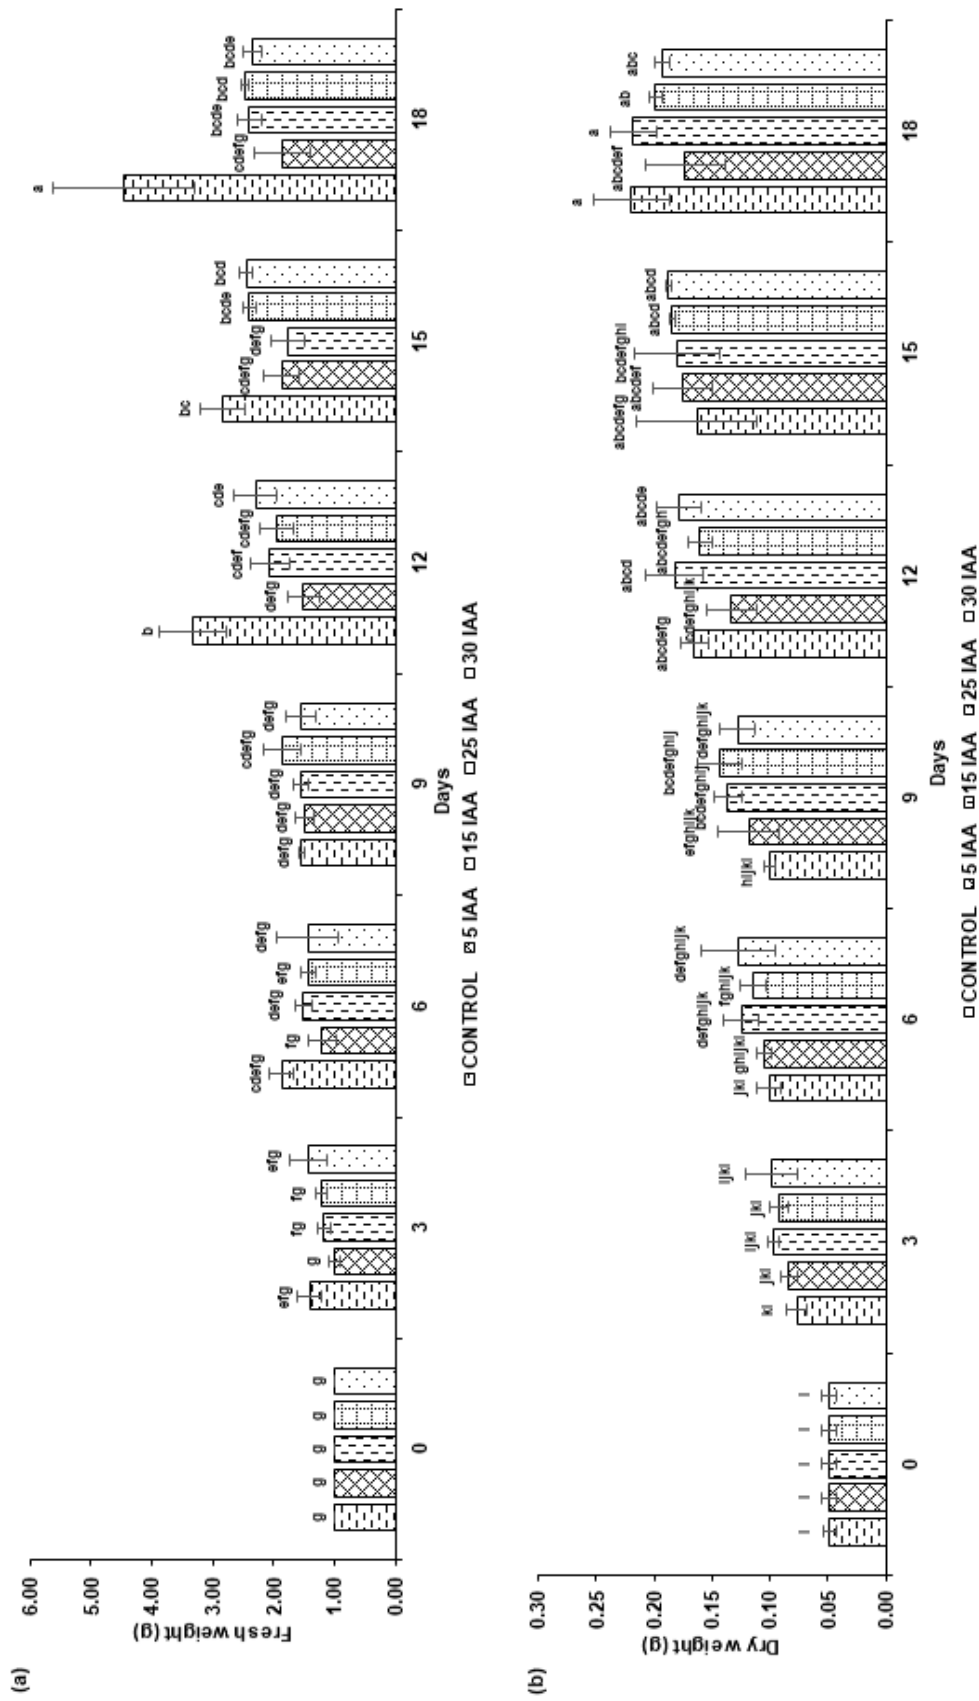 (a)
Fresh weight (g)
6.00
5.00
4.00
3.00
2.00
1.00
0.00
g g g g g
efg g fg fg efg
cdefg fg defg efg defg
defg defg defg cdefg defg
b defg cdef cdefg cde
bc cdefg defg bcde bcd
a cdefg bcde bcd bcde
0 3 6 9 12 15 18
Days
CONTROL 5 IAA 15 IAA 25 IAA 30 IAA
(b)
Dry weight (g)
0.30
0.25
0.20
0.15
0.10
0.05
0.00
l l l l l
kl jkl ijkl jkl ijkl
jkl ghijkl defghijk fghijk defghijk
hijkl efghijk bcdefghij bcdefghij defghijk
abcdefg cdefghijk abcd abcdefgh abcde
abcdefg abcdef bcdefghi abcd abcd
a abcdef a ab abc
0 3 6 9 12 15 18
Days
CONTROL 5 IAA 15 IAA 25 IAA 30 IAA